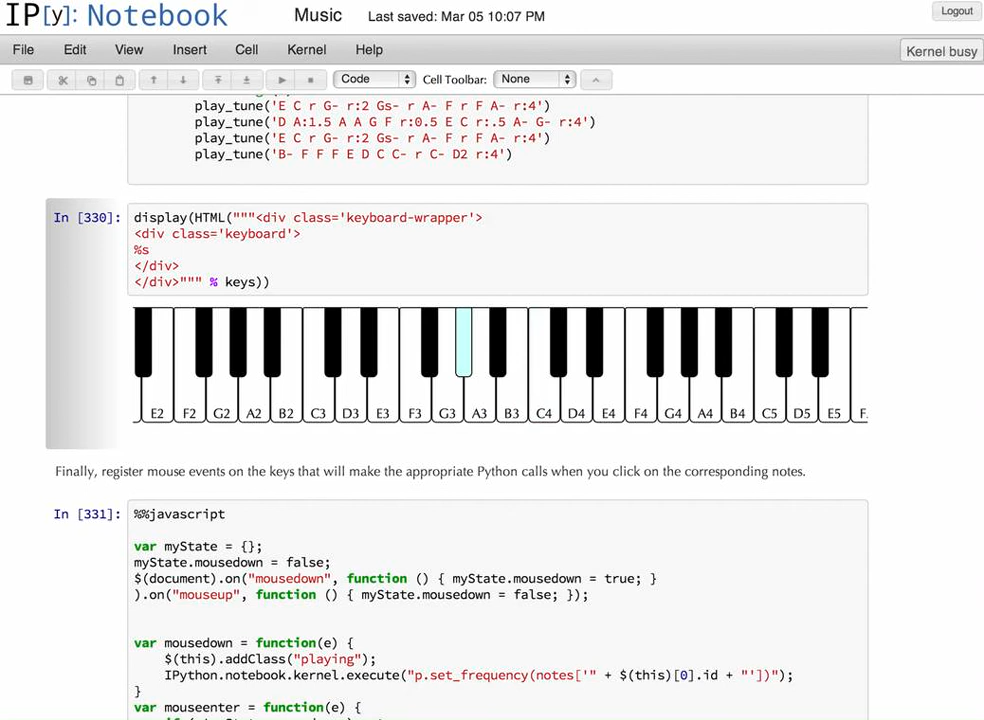 IP[y]: Notebook
Music
Last saved: Mar 05 10:07 PM
Logout
File Edit View Insert Cell Kernel Help
Kernel busy
Code
Cell Toolbar:
None
play_tune('E C r G- r:2 Gs- r A- F r F A- r:4')
play_tune('D A:1.5 A A G F r:0.5 E C r:.5 A- G- r:4')
play_tune('E C r G- r:2 Gs- r A- F r F A- r:4')
play_tune('B- F F F E D C C- r C- D2 r:4')
In [330]:
display(HTML("""<div class='keyboard-wrapper'>
<div class='keyboard'>
%s
</div>
</div>""" % keys))
E2 F2 G2 A2 B2 C3 D3 E3 F3 G3 A3 B3 C4 D4 E4 F4 G4 A4 B4 C5 D5 E5 F
Finally, register mouse events on the keys that will make the appropriate Python calls when you click on the corresponding notes.
In [331]:
%%javascript
var myState = {};
myState.mousedown = false;
$(document).on("mousedown", function () { myState.mousedown = true; }
).on("mouseup", function () { myState.mousedown = false; });
var mousedown = function(e) {
$(this).addClass("playing");
IPython.notebook.kernel.execute("p.set_frequency(notes['" + $(this)[0].id + "'])");
}
var mouseenter = function(e) {